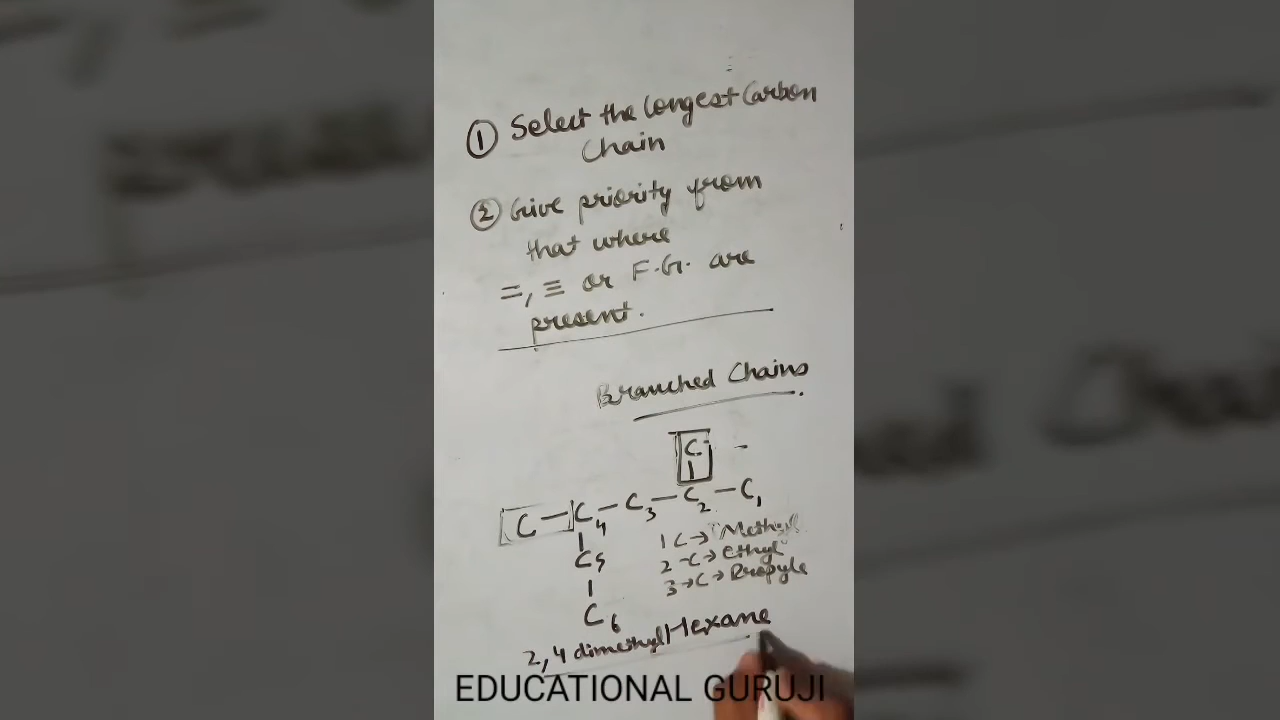 ① Select the longest Carbon
Chain
② Give priority from
that where
=, ≡ or F.G. are
present.
Branched Chains
C
C - C4 - C3 - C2 - C1
1 C → Methyl
C5
2 - C → Ethyl
3 → C → Propyle
C6
2,4 dimethyl Hexane
EDUCATIONAL GURUJI